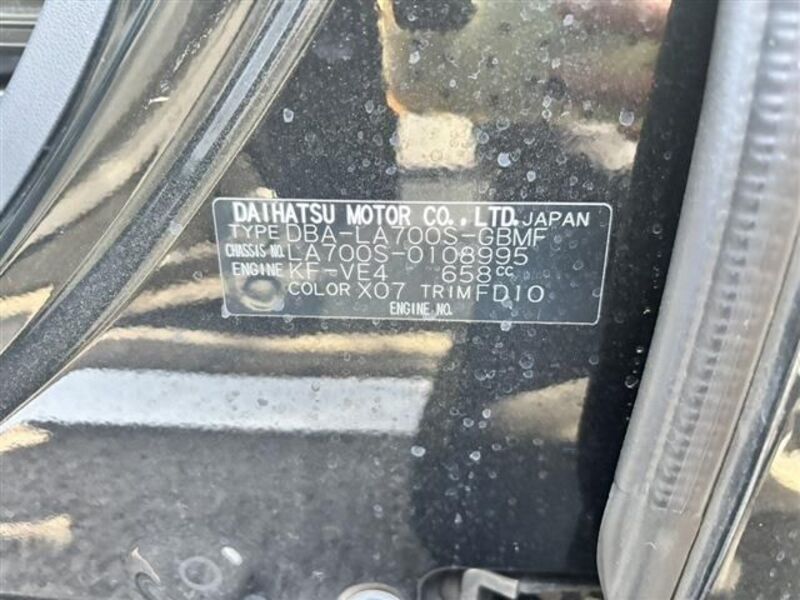 DAIHATSU MOTOR CO., LTD. JAPAN
TYPE DBA-LA700S-GBMF
CHASSIS NO. LA700S-0108995
ENGINE KF-VE4 658CC
COLOR X07 TRIM FD10
ENGINE NO.